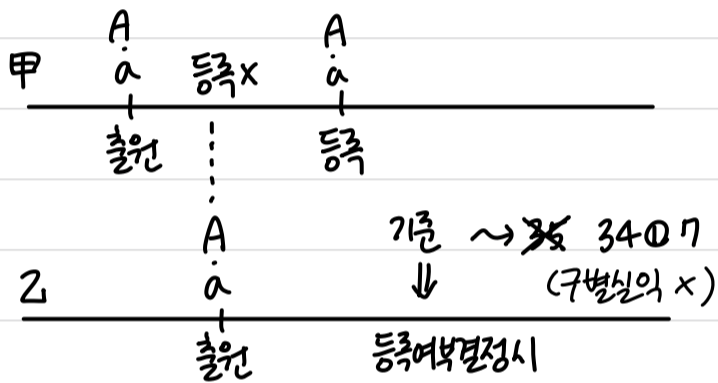 A A
甲 a 등록× a
출원 등록
A 기준 ~> 35 34①7
乙 a ⇓ (구별실익 ×)
출원 등록여부결정시